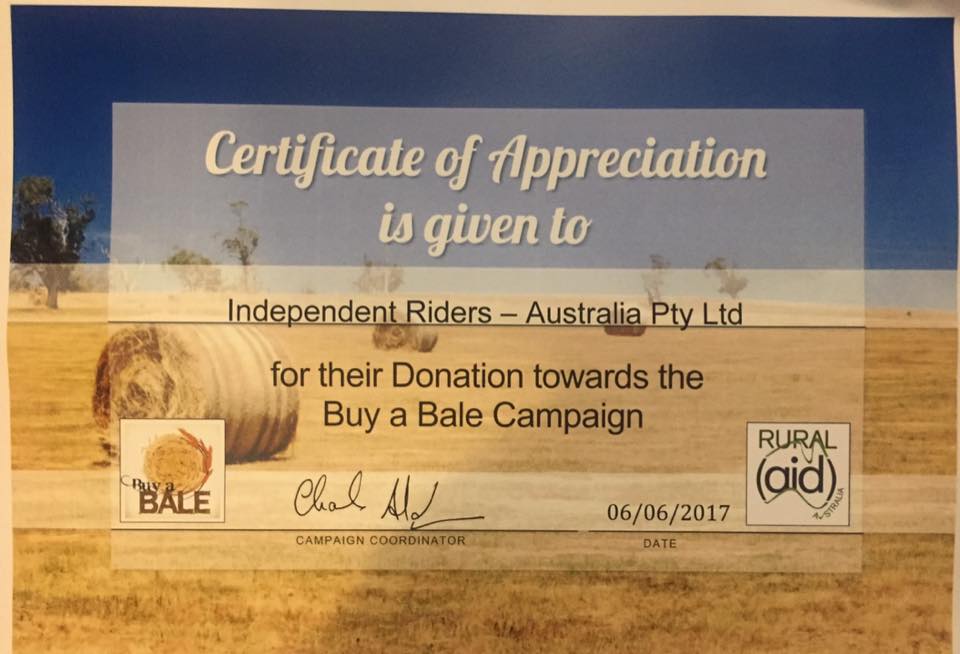 Certificate of Appreciation
is given to
Independent Riders – Australia Pty Ltd
for their Donation towards the
Buy a Bale Campaign
Buy a
BALE
RURAL
(aid)
AUSTRALIA
06/06/2017
CAMPAIGN COORDINATOR
DATE